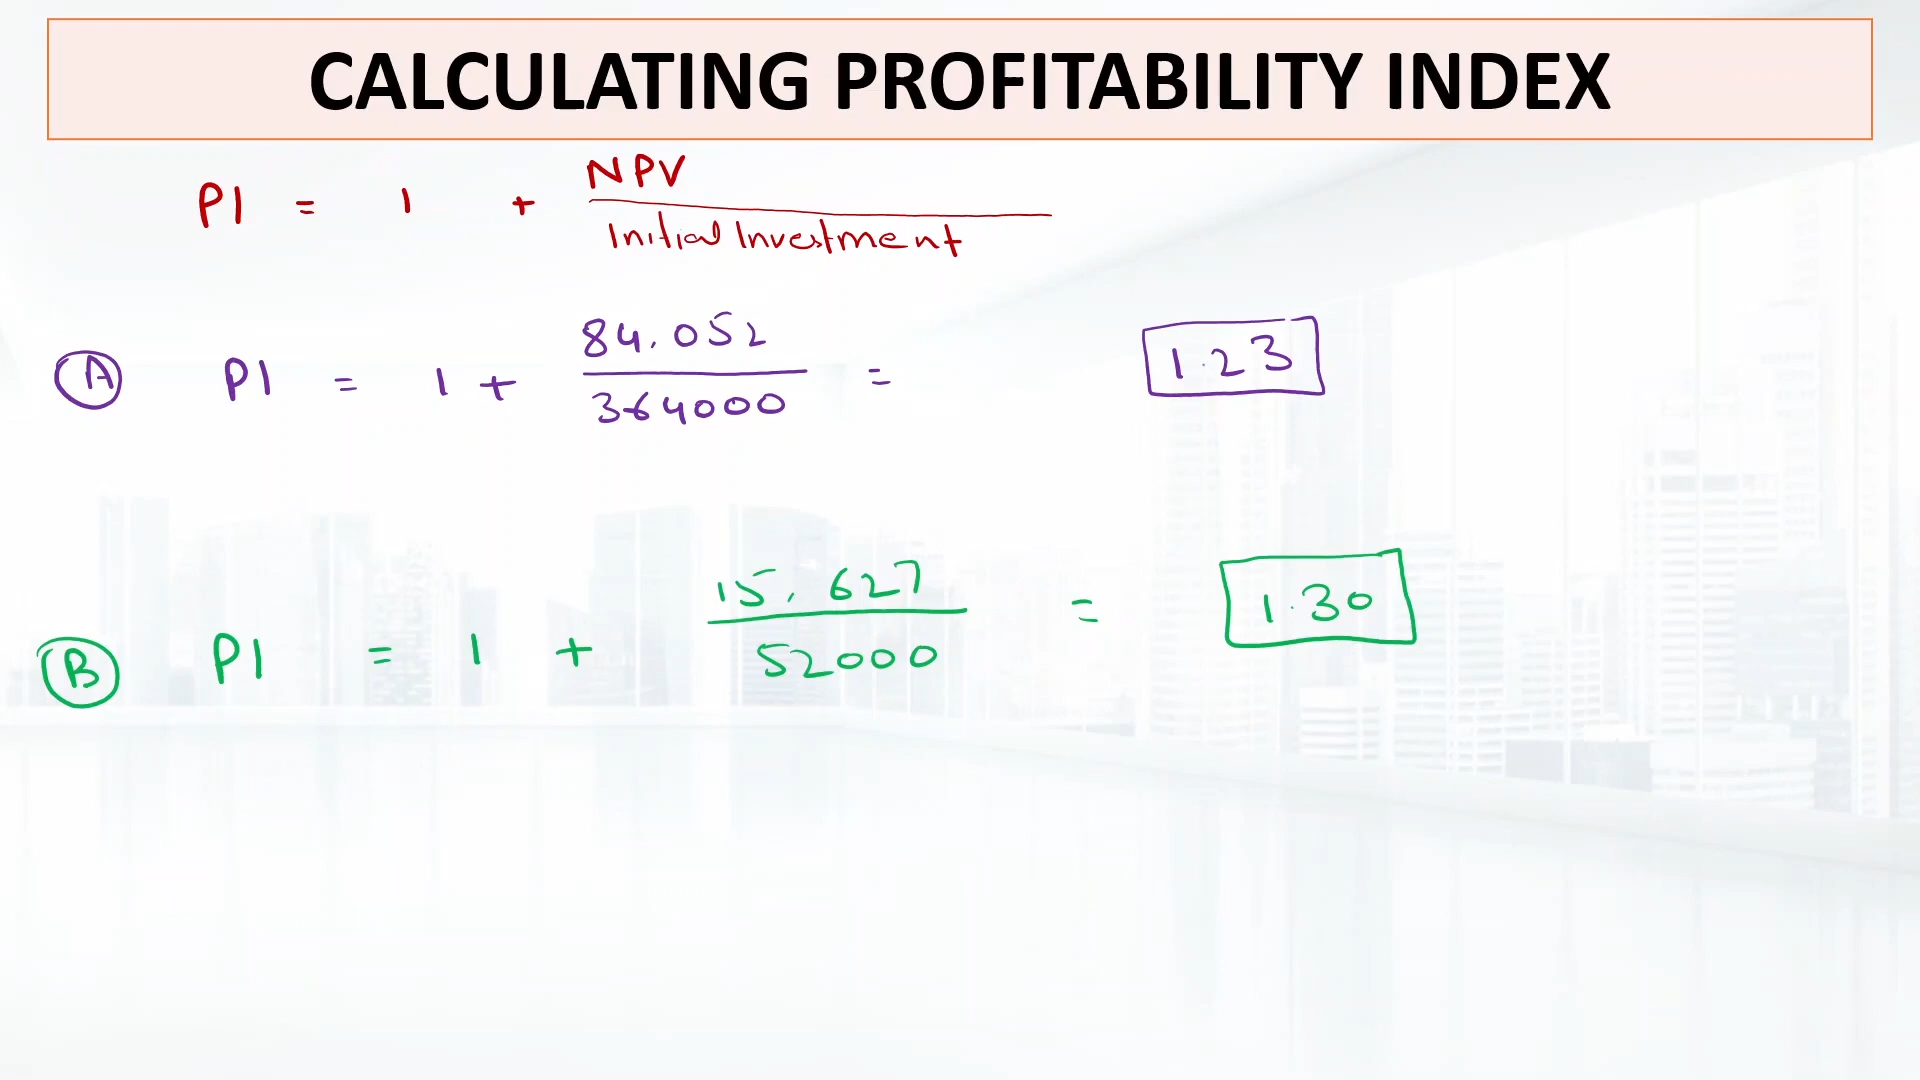 CALCULATING PROFITABILITY INDEX
PI = 1 + NPV
Initial Investment
84,052
A PI = 1 + =
364000
1.23
15,627
B PI = 1 + =
52000
1.30